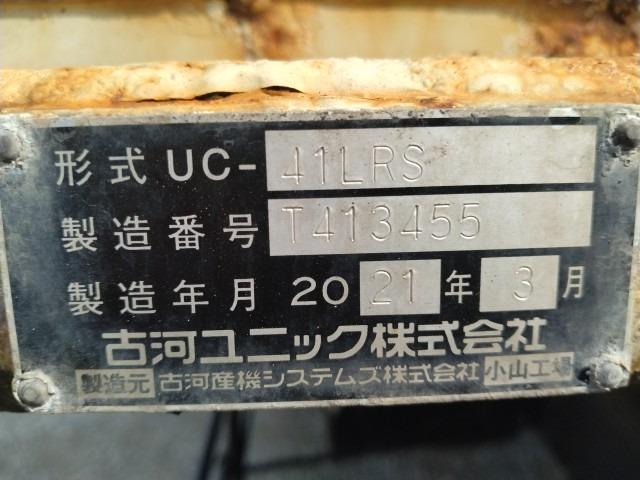 形式 UC- 41LRS
製造番号 T413455
製造年月 2021年3月
古河ユニック株式会社
製造元 古河産機システムズ株式会社 小山工場